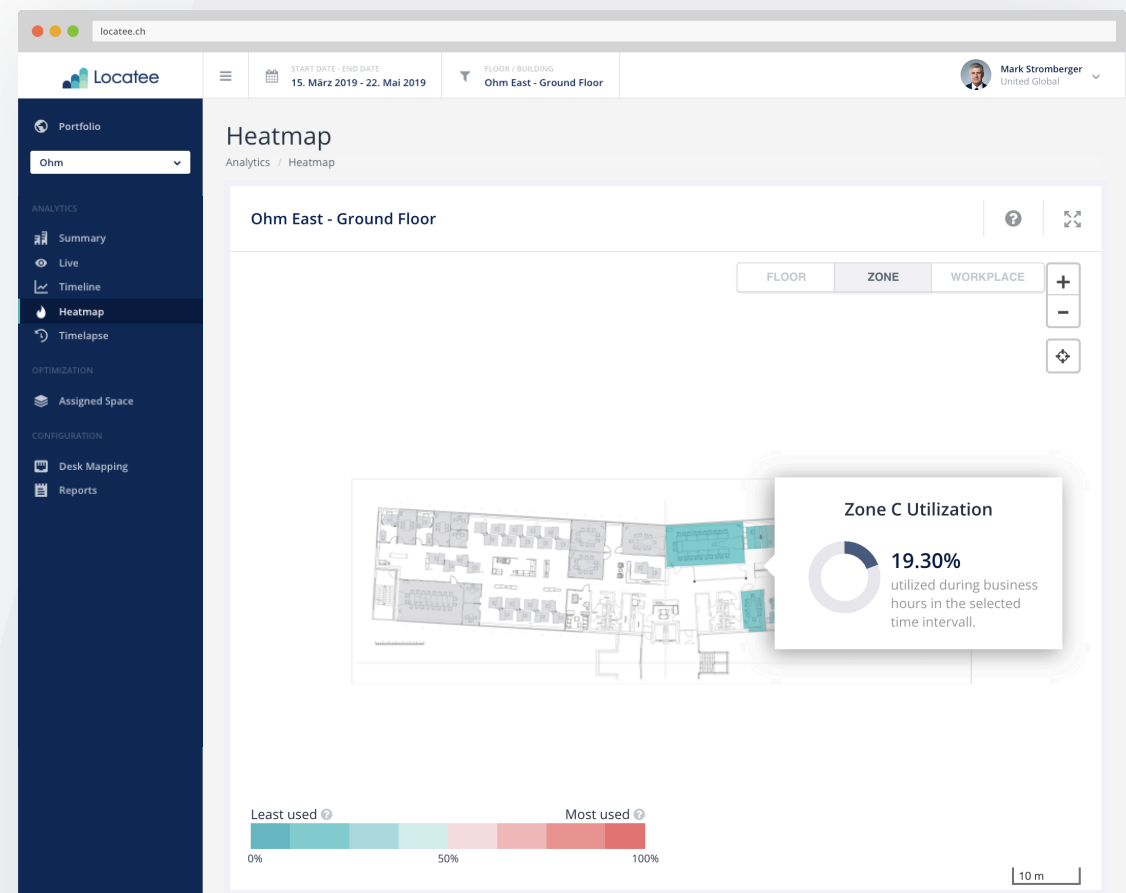 locatee.ch
Locatee
START DATE - END DATE
15. März 2019 - 22. Mai 2019
FLOOR / BUILDING
Ohm East - Ground Floor
Mark Stromberger
United Global
Portfolio
Ohm
ANALYTICS
Summary
Live
Timeline
Heatmap
Timelapse
OPTIMIZATION
Assigned Space
CONFIGURATION
Desk Mapping
Reports
Heatmap
Analytics / Heatmap
Ohm East - Ground Floor
?
FLOOR
ZONE
WORKPLACE
+
−
Zone C Utilization
19.30%
utilized during business
hours in the selected
time intervall.
Least used ?
Most used ?
0%
50%
100%
10 m